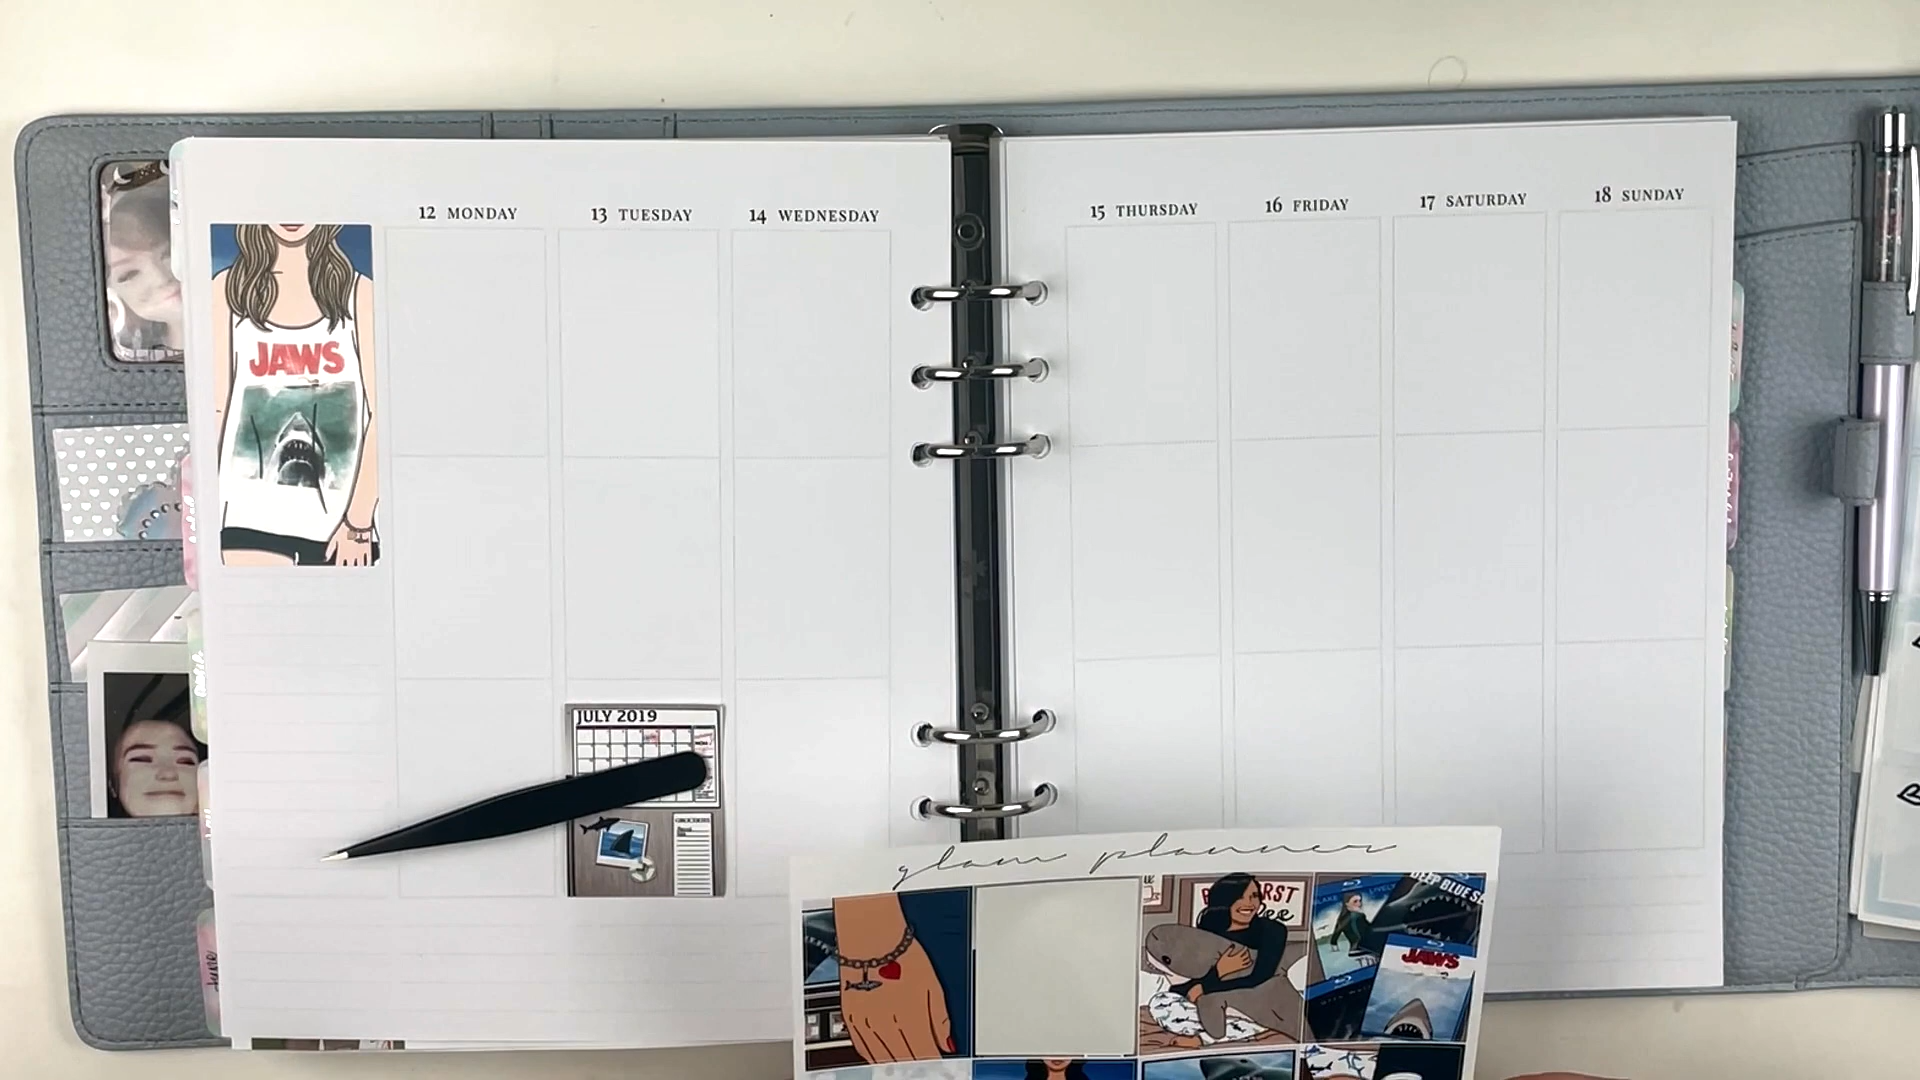 12 MONDAY
13 TUESDAY
14 WEDNESDAY
15 THURSDAY
16 FRIDAY
17 SATURDAY
18 SUNDAY
JAWS
JULY 2019
glam planner
LIVELY
DEEP BLUE
JAWS